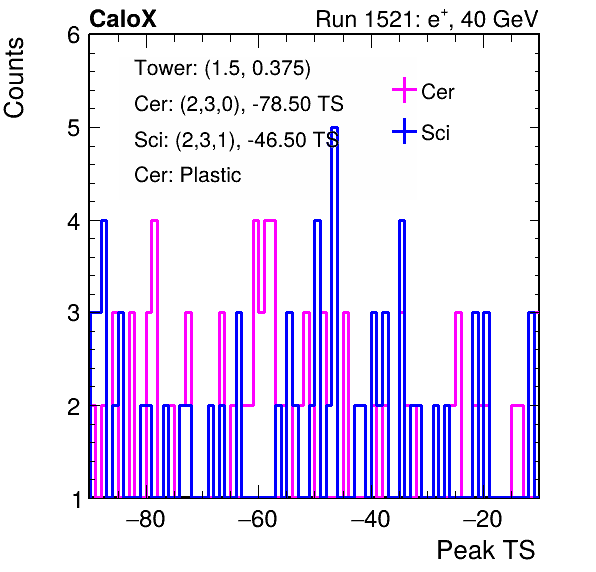 CaloX Run 1521: e⁺, 40 GeV
Counts
6
Tower: (1.5, 0.375)
Cer: (2,3,0), -78.50 TS
Sci: (2,3,1), -46.50 TS
Cer: Plastic
Cer
Sci
5
4
3
2
1
−80 −60 −40 −20
Peak TS